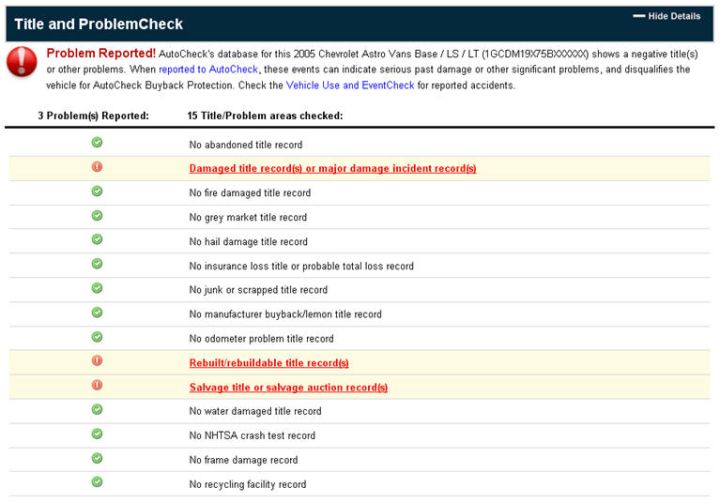 Title and ProblemCheck
Hide Details
Problem Reported! AutoCheck's database for this 2005 Chevrolet Astro Vans Base / LS / LT (1GCDM19X75BXXXXXX) shows a negative title(s)
or other problems. When reported to AutoCheck, these events can indicate serious past damage or other significant problems, and disqualifies the
vehicle for AutoCheck Buyback Protection. Check the Vehicle Use and EventCheck for reported accidents.
3 Problem(s) Reported: 15 Title/Problem areas checked:
No abandoned title record
Damaged title record(s) or major damage incident record(s)
No fire damaged title record
No grey market title record
No hail damage title record
No insurance loss title or probable total loss record
No junk or scrapped title record
No manufacturer buyback/lemon title record
No odometer problem title record
Rebuilt/rebuildable title record(s)
Salvage title or salvage auction record(s)
No water damaged title record
No NHTSA crash test record
No frame damage record
No recycling facility record